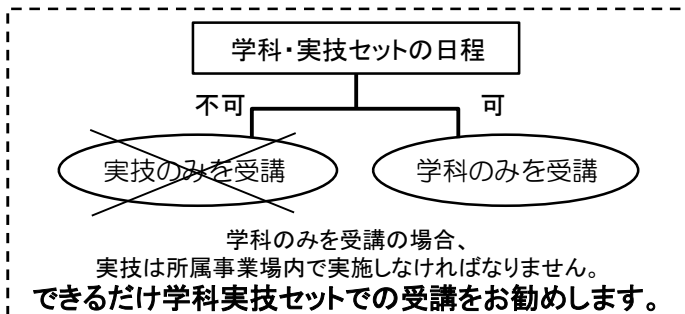 学科・実技セットの日程
不可
可
実技のみを受講
学科のみを受講
学科のみを受講の場合、
実技は所属事業場内で実施しなければなりません。
できるだけ学科実技セットでの受講をお勧めします。